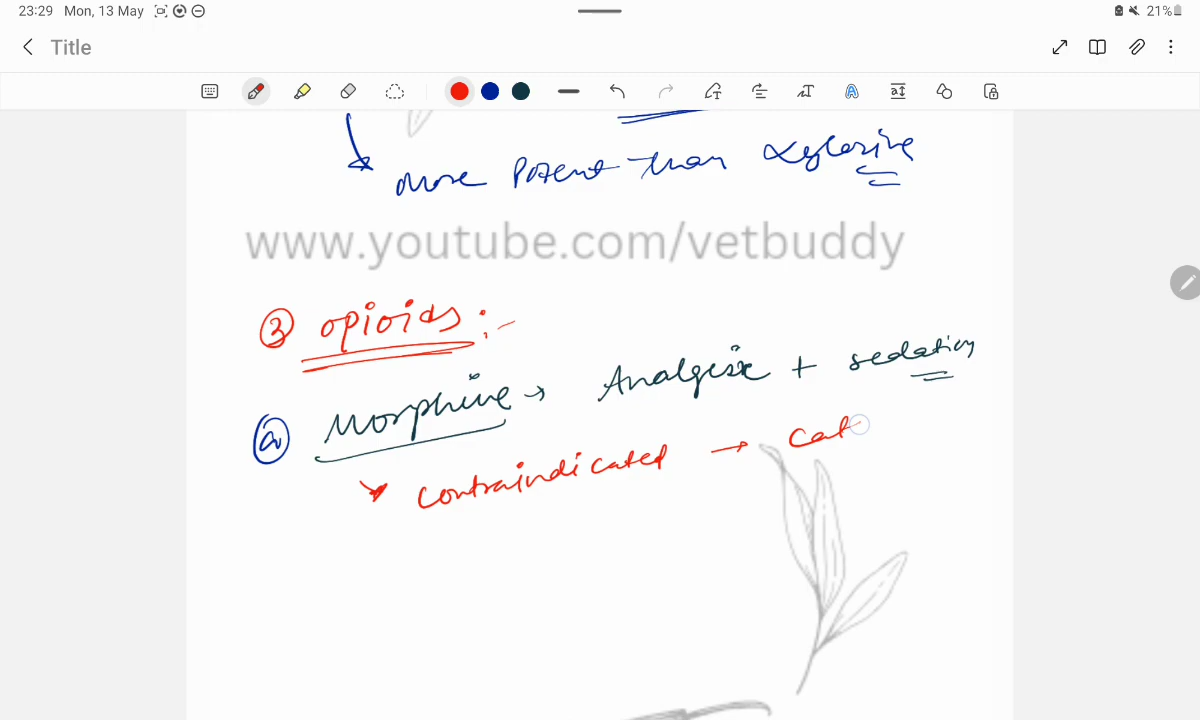 23:29 Mon, 13 May 21%
Title
More Potent Than Xylazine
www.youtube.com/vetbuddy
③ opioids :-
ⓐ Morphine → Analgesic + sedation
contraindicated → cat